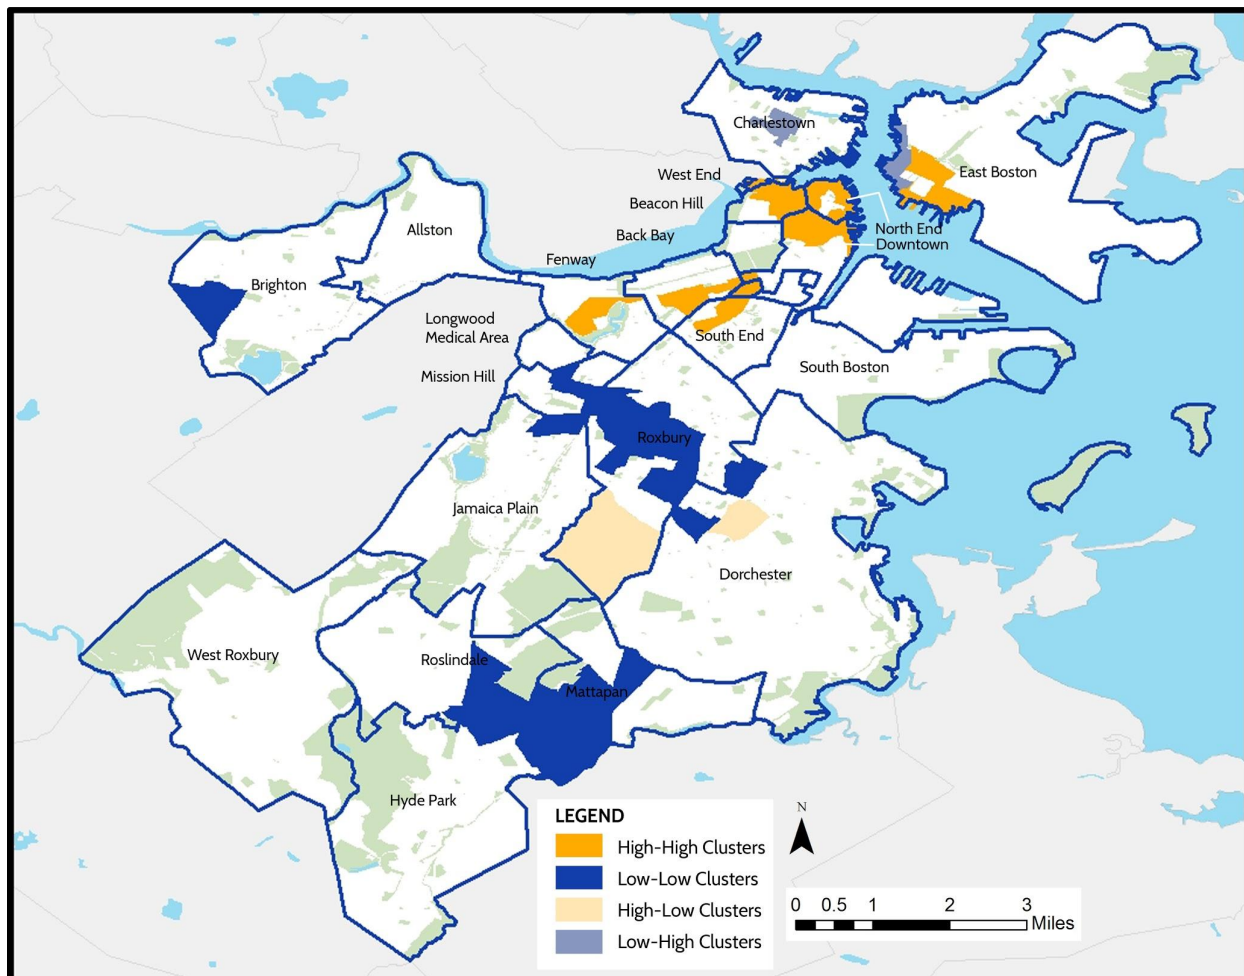 Charlestown
West End
East Boston
Beacon Hill
North End
Downtown
Back Bay
Allston
Fenway
Brighton
Longwood
Medical Area
South End
Mission Hill
South Boston
Roxbury
Jamaica Plain
Dorchester
West Roxbury
Roslindale
Mattapan
Hyde Park
LEGEND
High-High Clusters
Low-Low Clusters
High-Low Clusters
Low-High Clusters
N
0 0.5 1 2 3
Miles